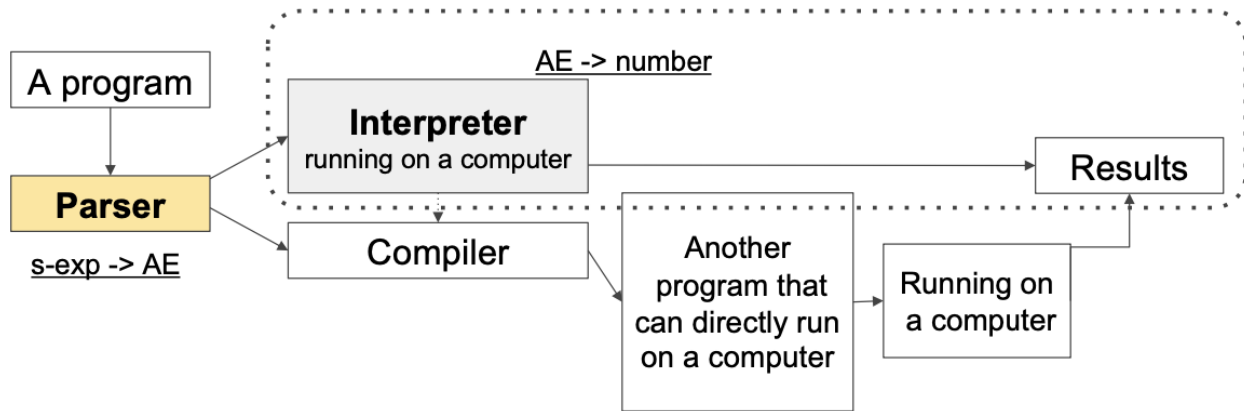 AE -> number
A program
Interpreter
running on a computer
Parser
Results
s-exp -> AE
Compiler
Another
program that
can directly run
on a computer
Running on
a computer